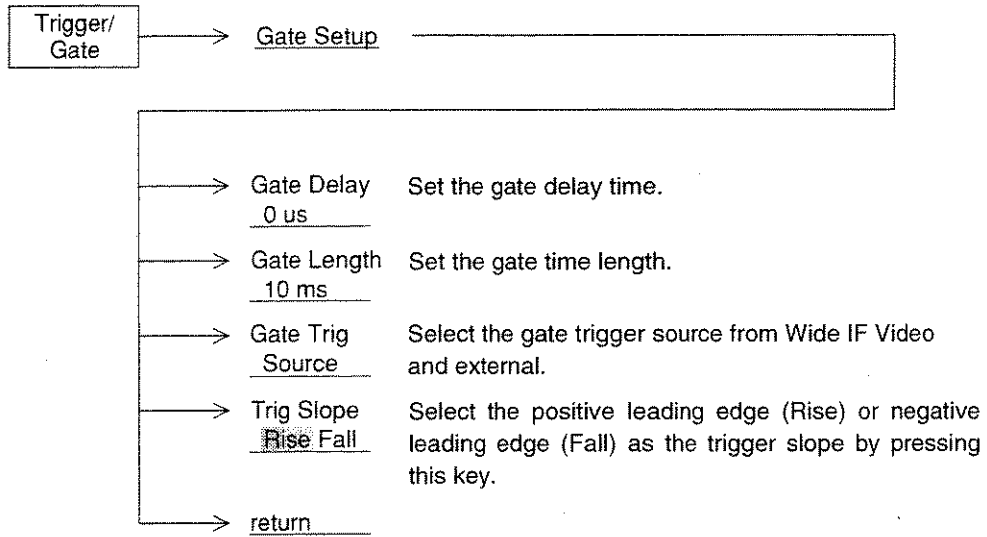 Trigger/
Gate
Gate Setup
Gate Delay
0 us
Set the gate delay time.
Gate Length
10 ms
Set the gate time length.
Gate Trig
Source
Select the gate trigger source from Wide IF Video
and external.
Trig Slope
Rise Fall
Select the positive leading edge (Rise) or negative
leading edge (Fall) as the trigger slope by pressing
this key.
return